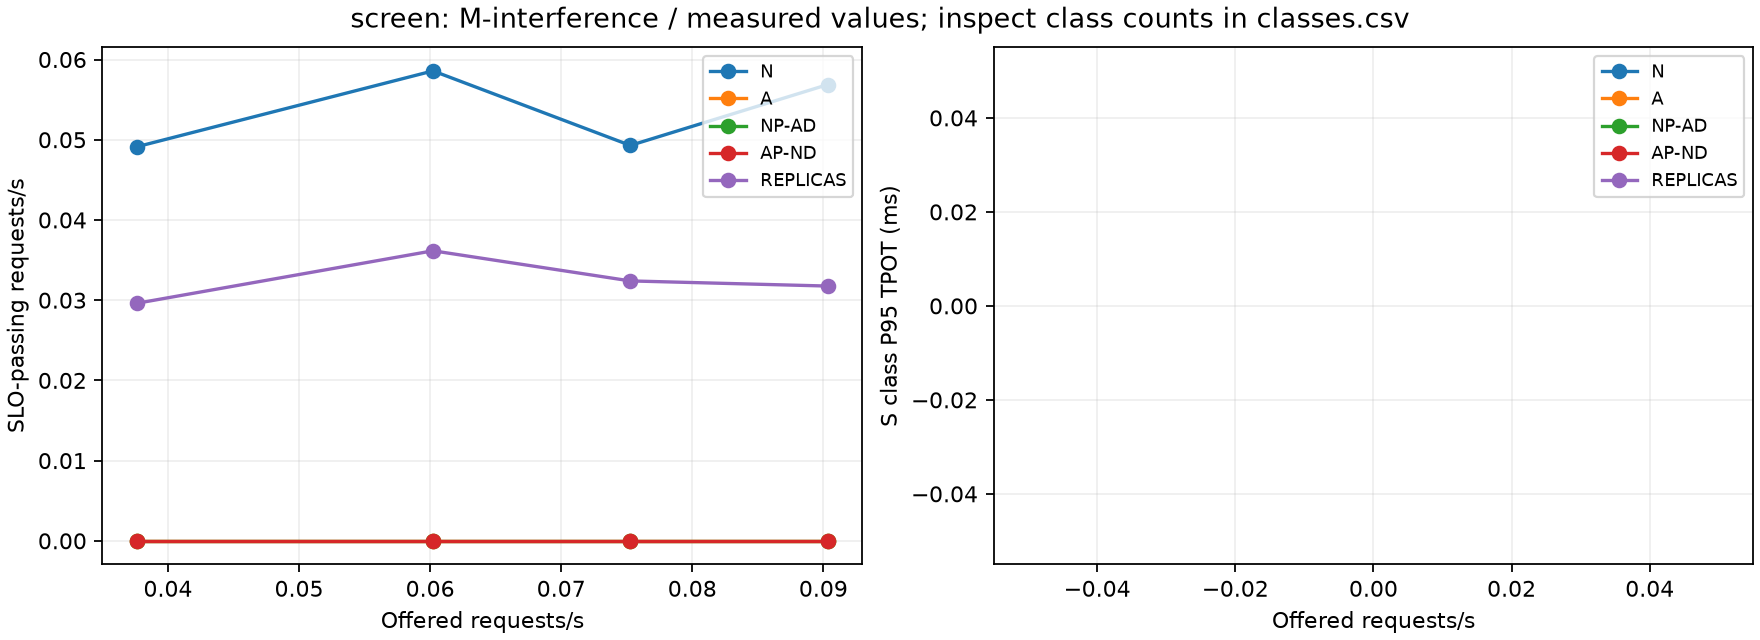 screen: M-interference / measured values; inspect class counts in classes.csv
SLO-passing requests/s
0.06
0.05
0.04
0.03
0.02
0.01
0.00
0.04
0.05
0.06
0.07
0.08
0.09
Offered requests/s
N
A
NP-AD
AP-ND
REPLICAS
S class P95 TPOT (ms)
0.04
0.02
0.00
−0.02
−0.04
−0.04
−0.02
0.00
0.02
0.04
Offered requests/s
N
A
NP-AD
AP-ND
REPLICAS